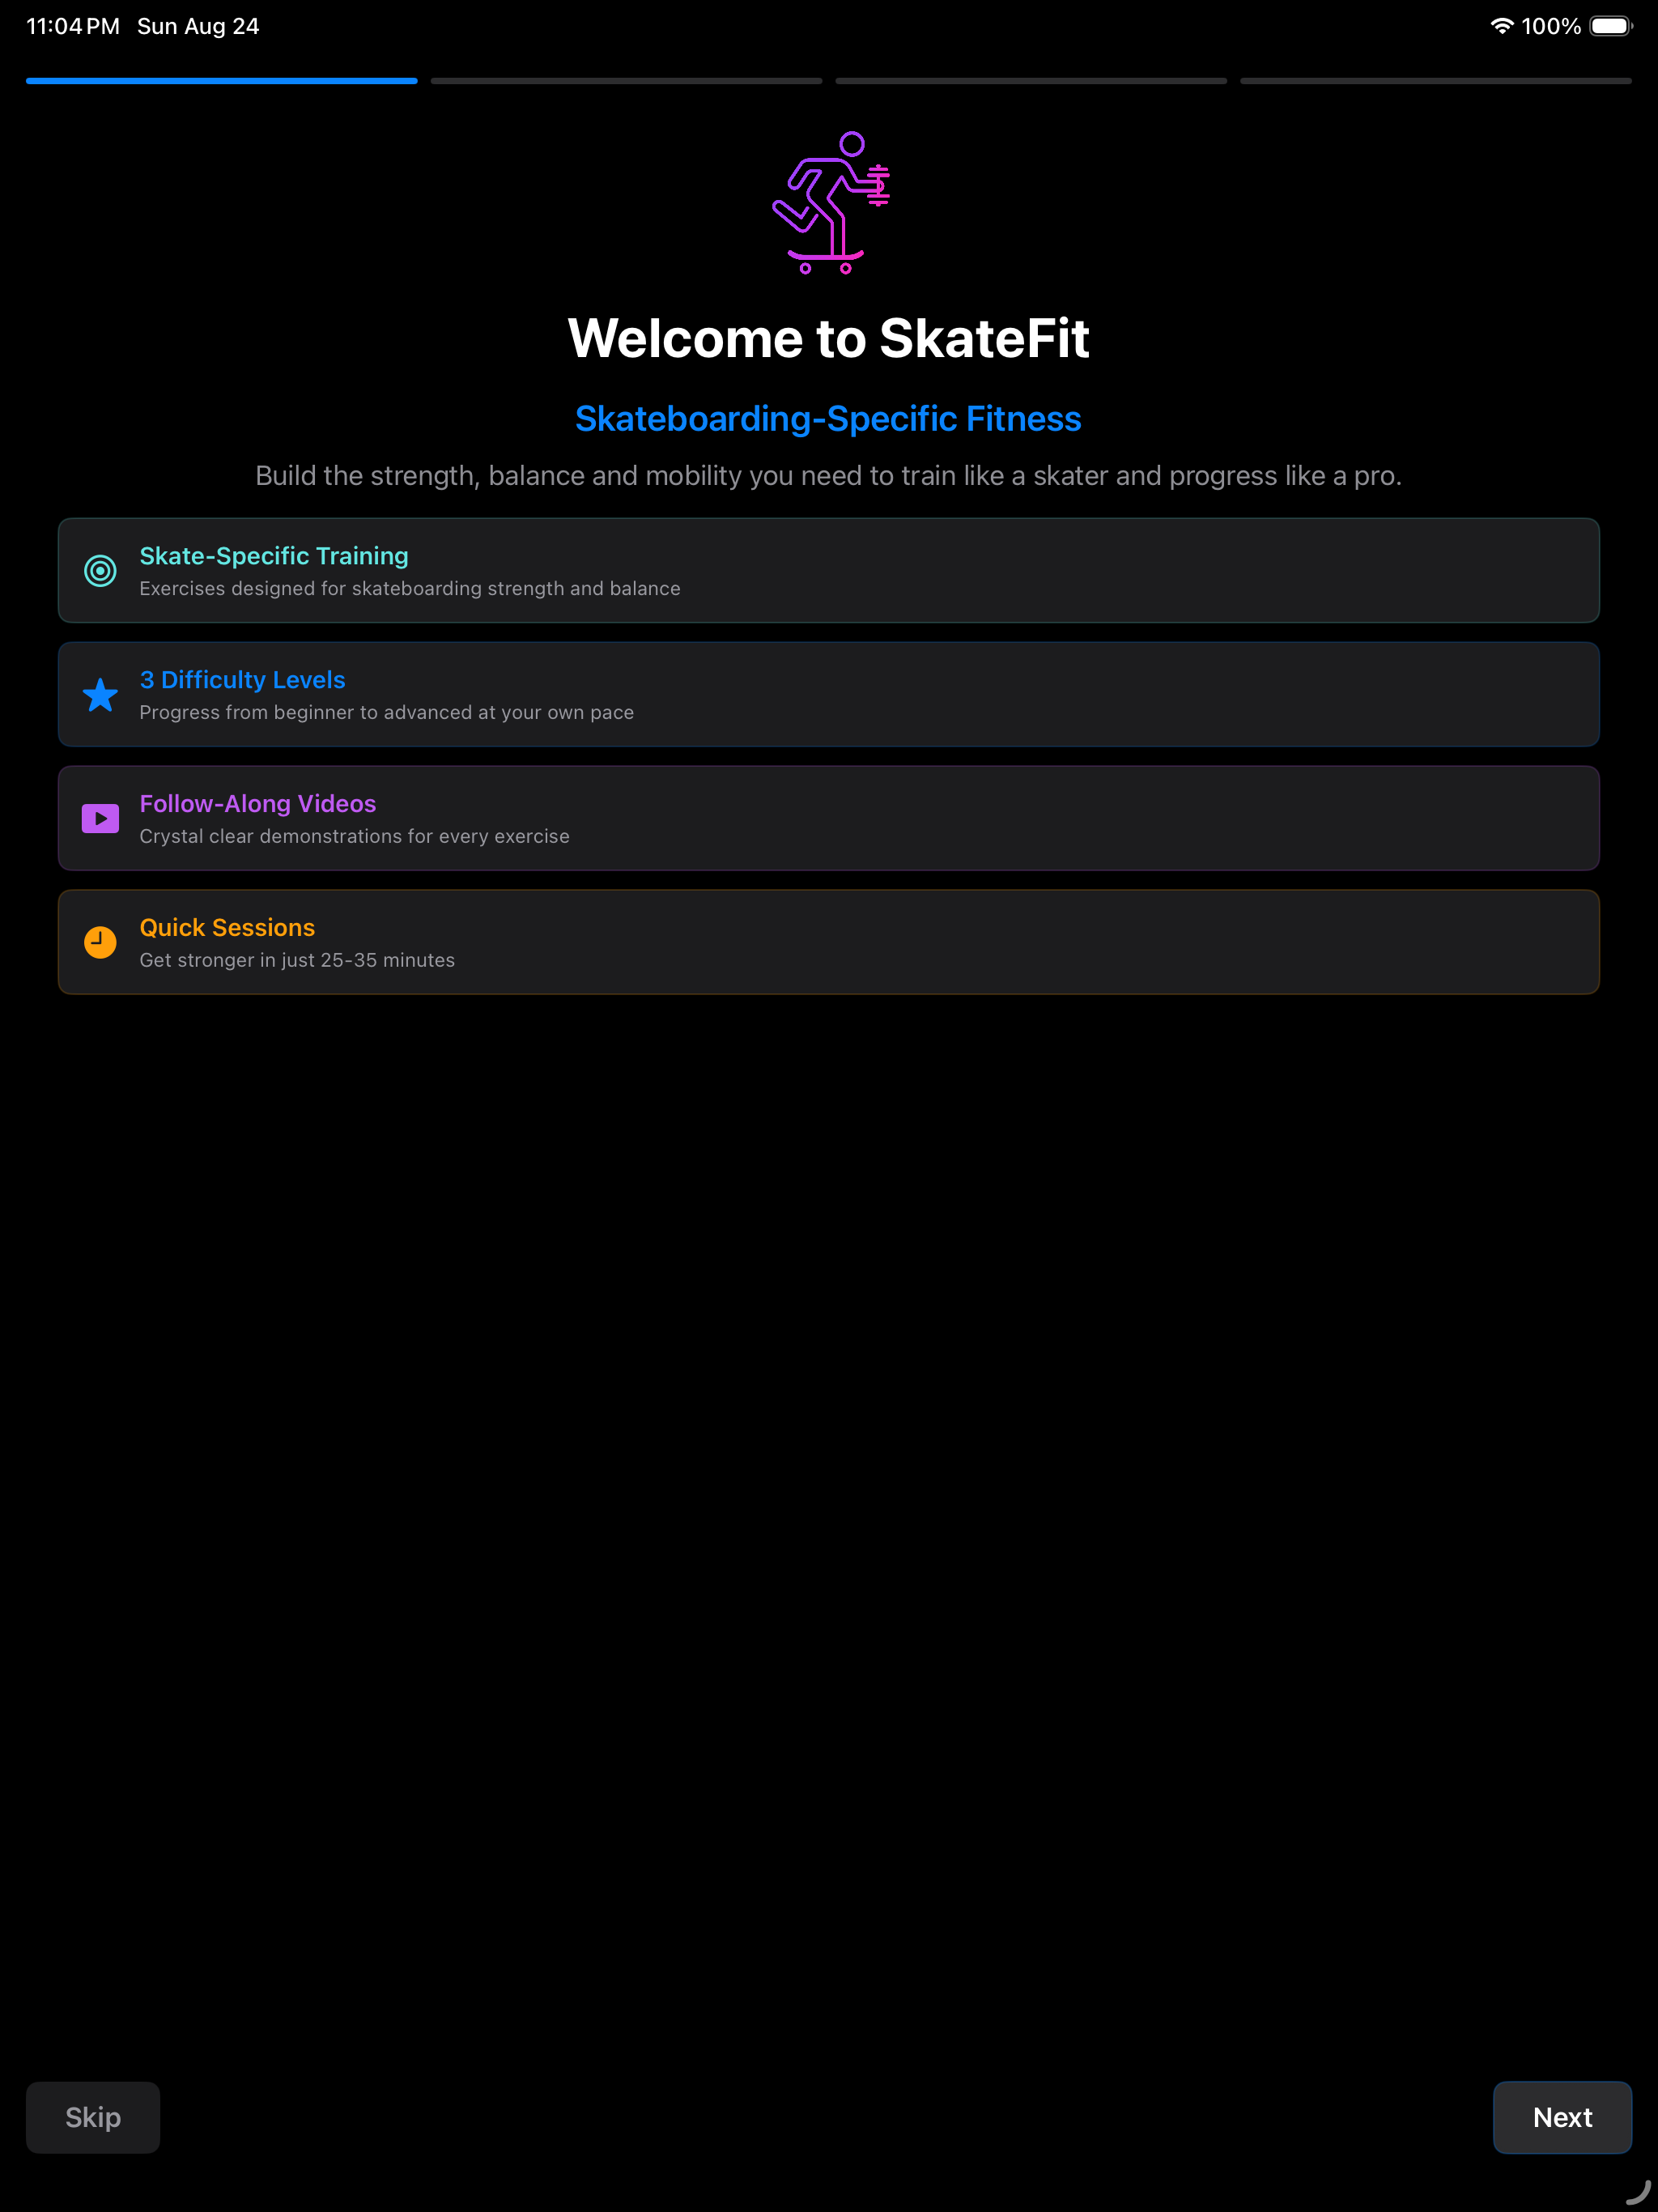 11:04 PM Sun Aug 24 100%
Welcome to SkateFit
Skateboarding-Specific Fitness
Build the strength, balance and mobility you need to train like a skater and progress like a pro.
Skate-Specific Training
Exercises designed for skateboarding strength and balance
3 Difficulty Levels
Progress from beginner to advanced at your own pace
Follow-Along Videos
Crystal clear demonstrations for every exercise
Quick Sessions
Get stronger in just 25-35 minutes
Skip Next